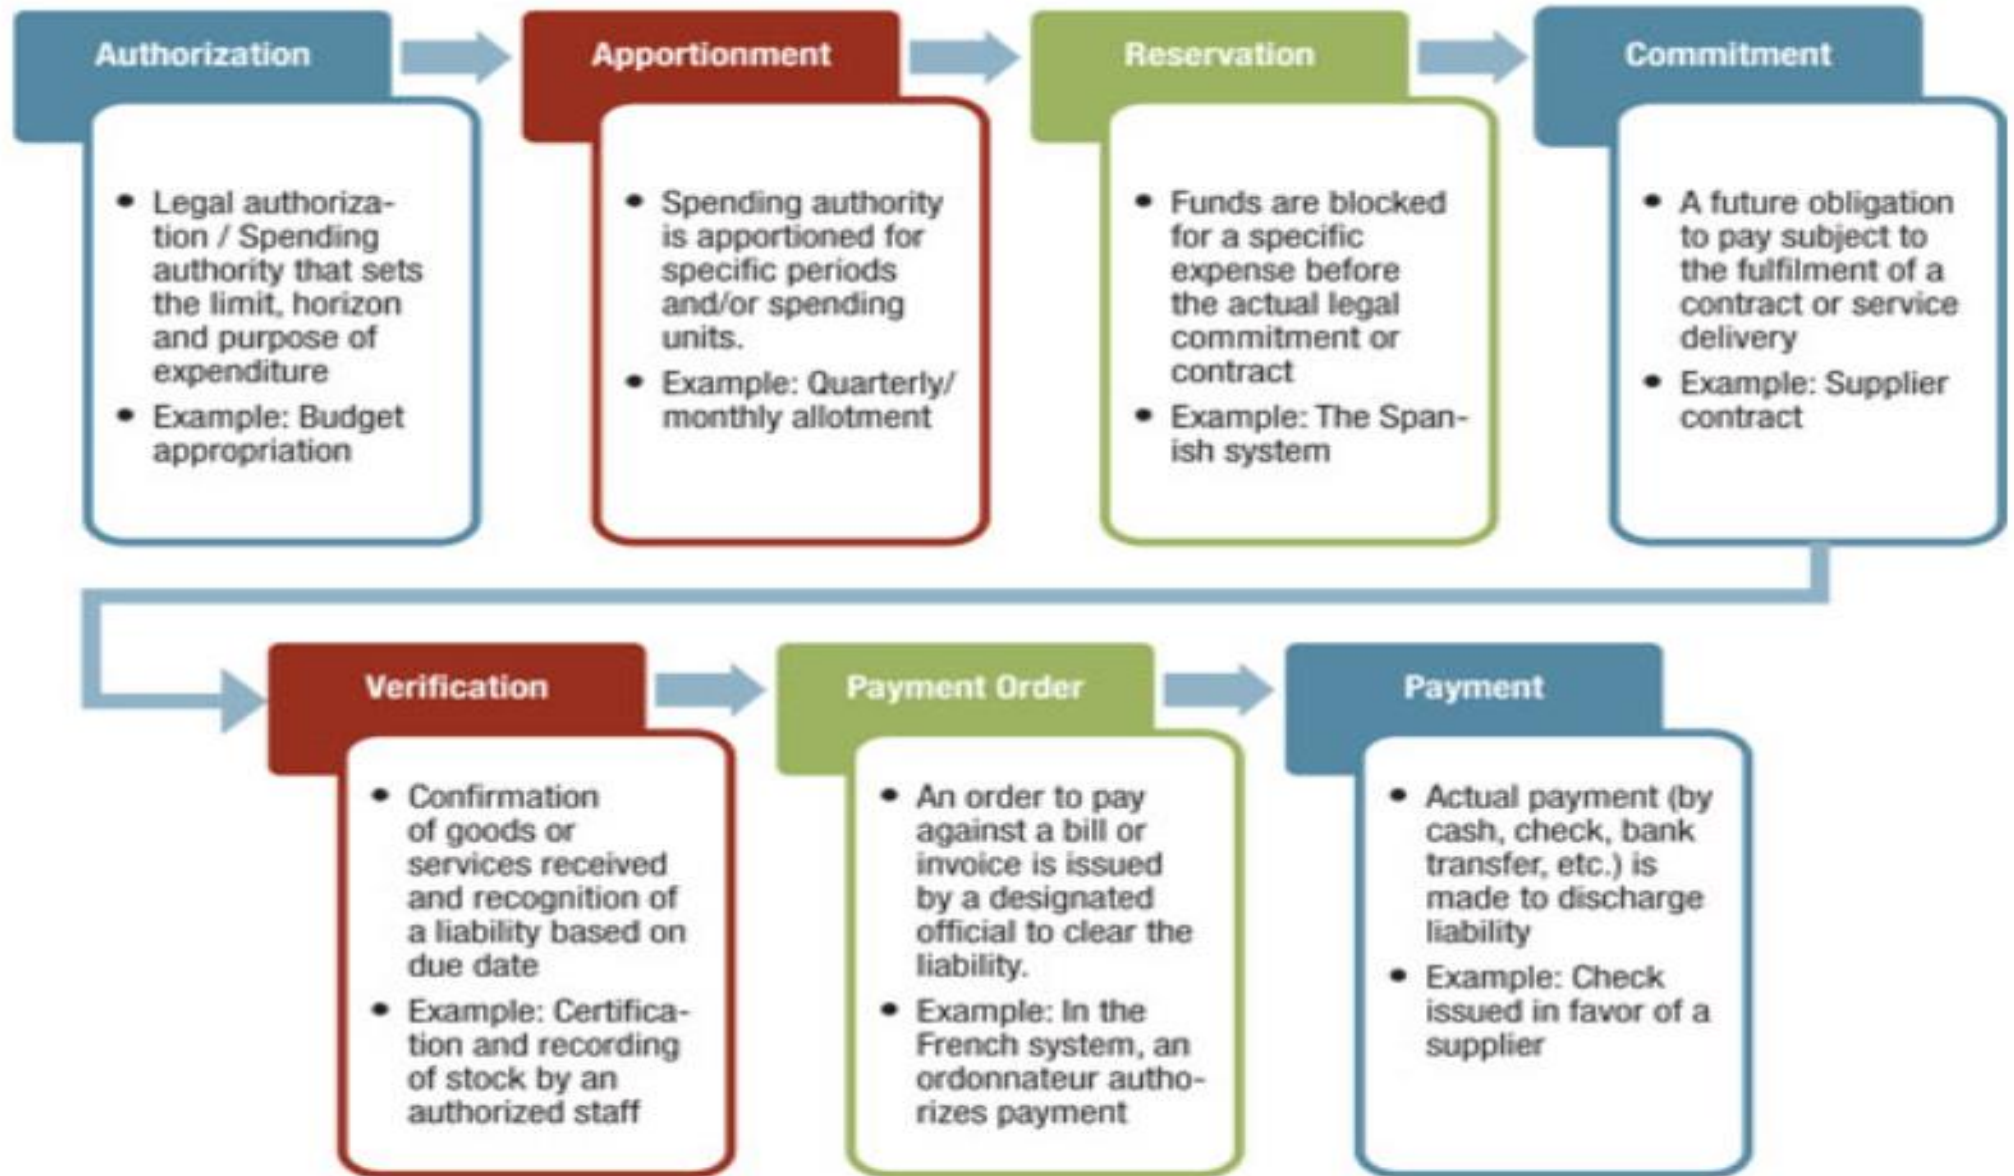 Authorization
Legal authoriza-
tion / Spending
authority that sets
the limit, horizon
and purpose of
expenditure
Example: Budget
appropriation
Apportionment
Spending authority
is apportioned for
specific periods
and/or spending
units.
Example: Quarterly/
monthly allotment
Reservation
Funds are blocked
for a specific
expense before
the actual legal
commitment or
contract
Example: The Span-
ish system
Commitment
A future obligation
to pay subject to
the fulfilment of a
contract or service
delivery
Example: Supplier
contract
Verification
Confirmation
of goods or
services received
and recognition of
a liability based on
due date
Example: Certifica-
tion and recording
of stock by an
authorized staff
Payment Order
An order to pay
against a bill or
invoice is issued
by a designated
official to clear the
liability.
Example: In the
French system, an
ordonnateur autho-
rizes payment
Payment
Actual payment (by
cash, check, bank
transfer, etc.) is
made to discharge
liability
Example: Check
issued in favor of a
supplier